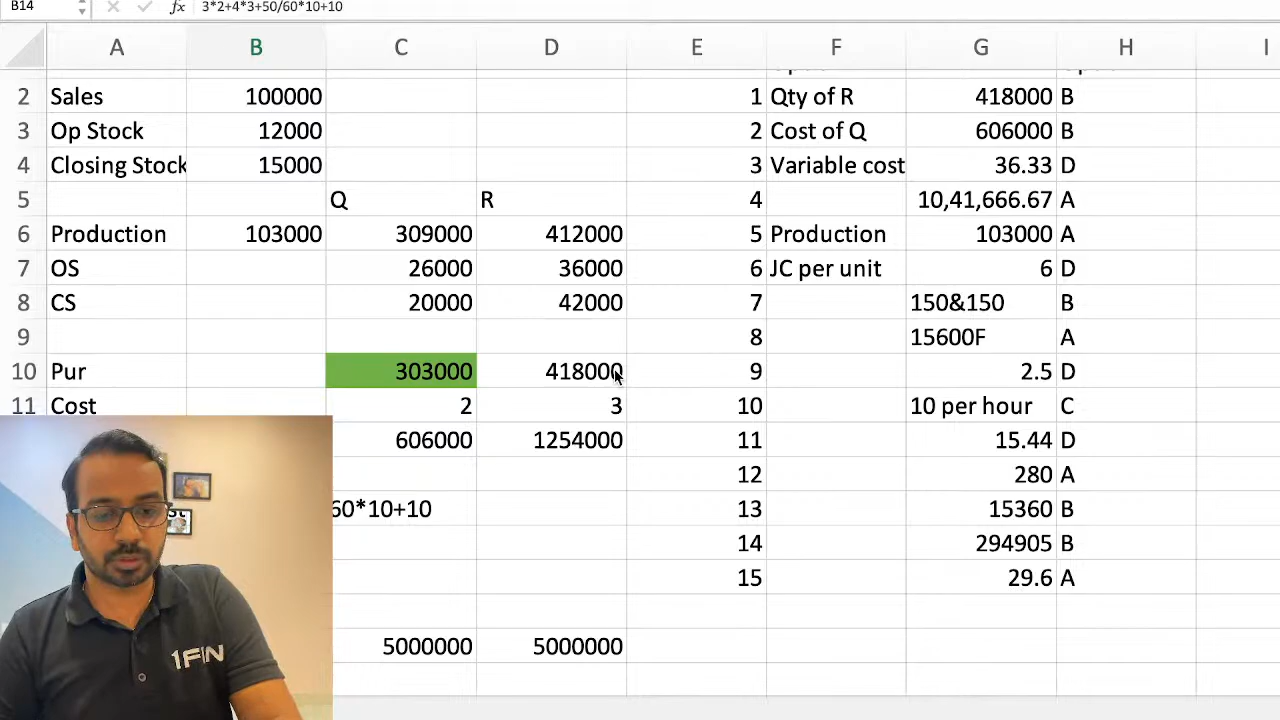 B14 fx 3*2+4*3+50/60*10+10
A B C D E F G H I
2 Sales 100000 1 Qty of R 418000 B
3 Op Stock 12000 2 Cost of Q 606000 B
4 Closing Stock 15000 3 Variable cost 36.33 D
5 Q R 4 10,41,666.67 A
6 Production 103000 309000 412000 5 Production 103000 A
7 OS 26000 36000 6 JC per unit 6 D
8 CS 20000 42000 7 150&150 B
9 8 15600F A
10 Pur 303000 418000 9 2.5 D
11 Cost 2 3 10 10 per hour C
606000 1254000 11 15.44 D
12 280 A
60*10+10 13 15360 B
14 294905 B
15 29.6 A
5000000 5000000
1FIN